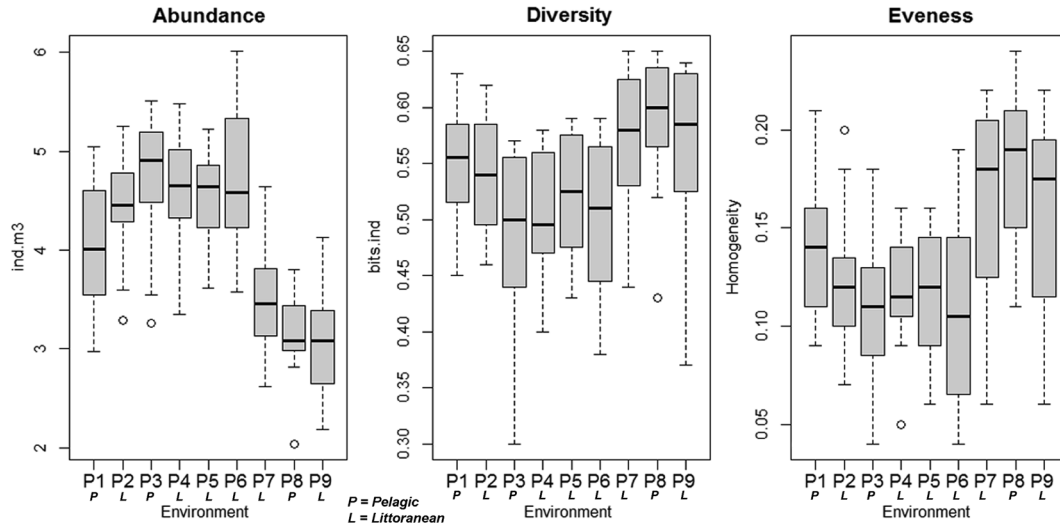 Abundance
ind.m3
6
5
4
3
2
P1 P2 P3 P4 P5 P6 P7 P8 P9
P L P L L L L P L
Environment
Diversity
bits.ind
0.65
0.60
0.55
0.50
0.45
0.40
0.35
0.30
P1 P2 P3 P4 P5 P6 P7 P8 P9
P L P L L L L P L
Environment
P = Pelagic
L = Littoranean
Eveness
Homogeneity
0.20
0.15
0.10
0.05
P1 P2 P3 P4 P5 P6 P7 P8 P9
P L P L L L L P L
Environment